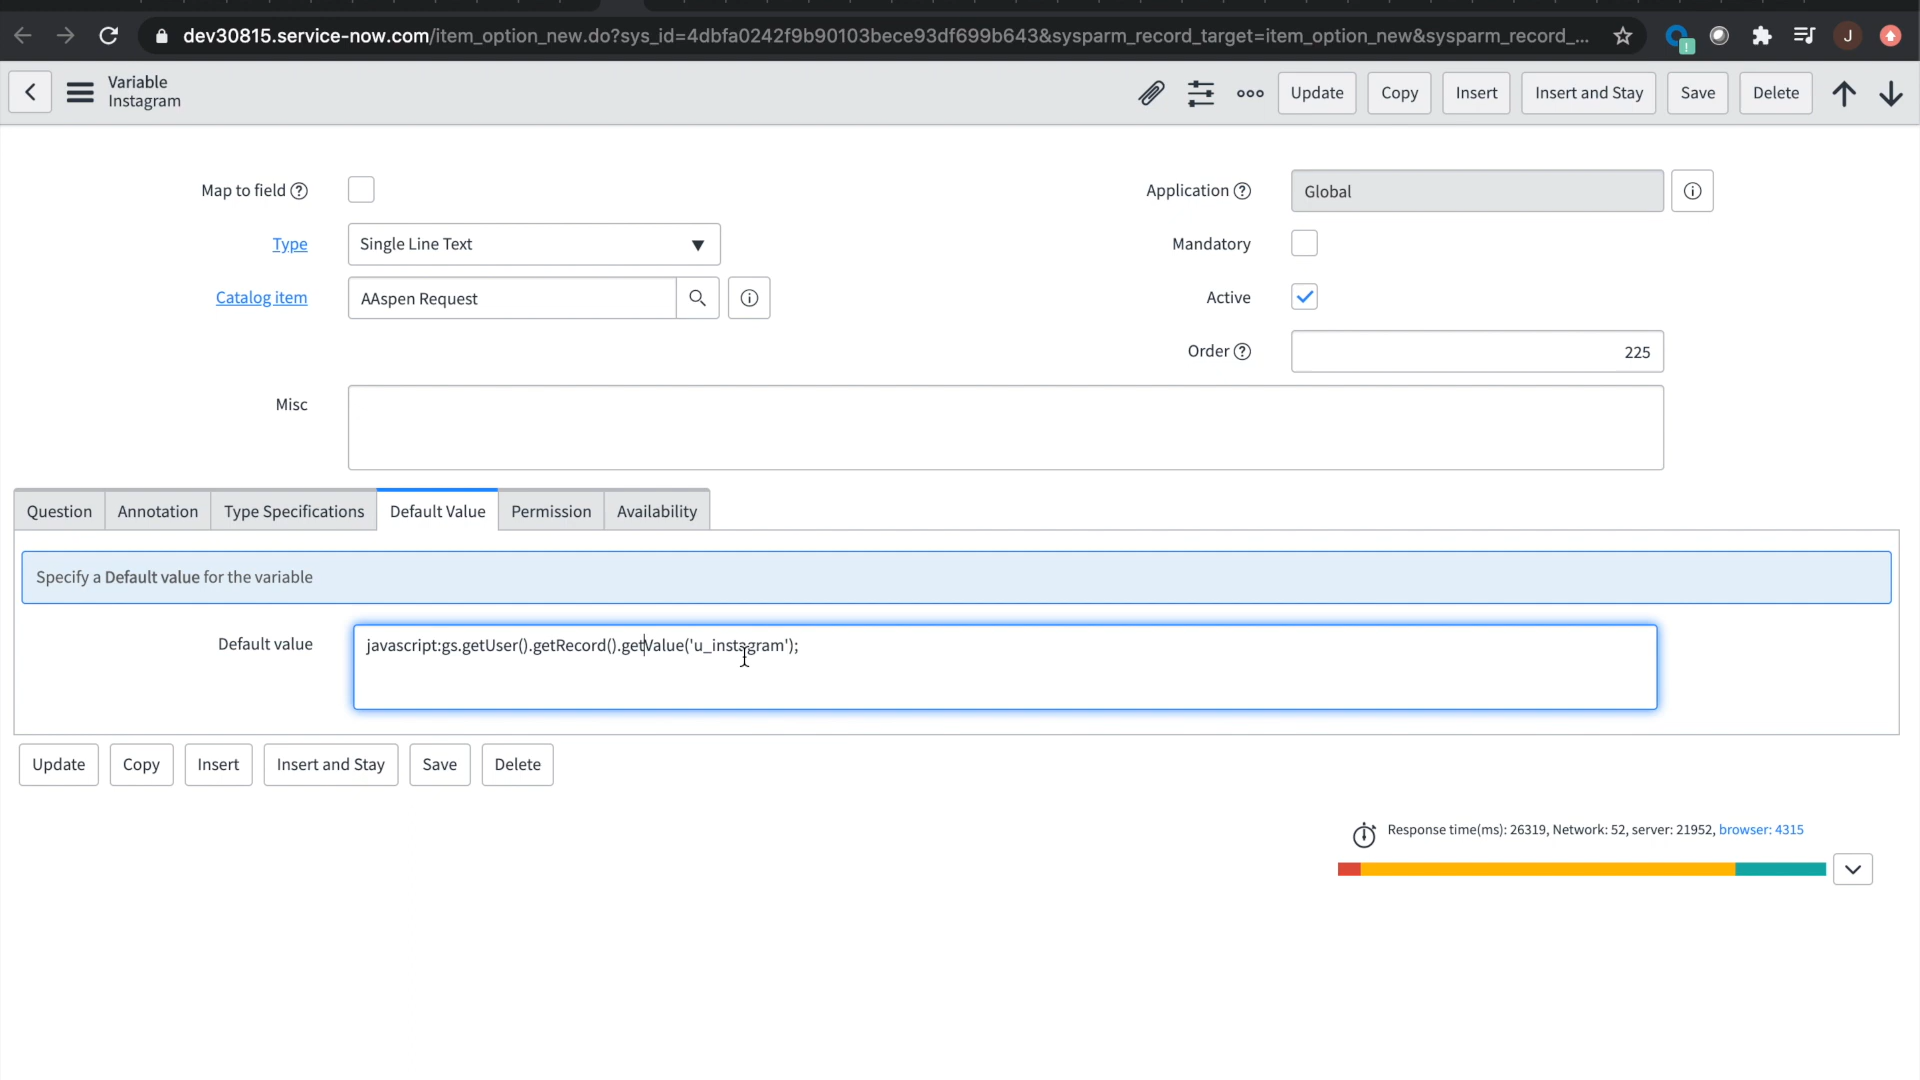 dev30815.service-now.com/item_option_new.do?sys_id=4dbfa0242f9b90103bece93df699b643&sysparm_record_target=item_option_new&sysparm_record_...
J
Variable
Instagram
Update
Copy
Insert
Insert and Stay
Save
Delete
Map to field
Application
Global
Type
Single Line Text
Mandatory
Catalog item
AAspen Request
Active
Order
225
Misc
Question
Annotation
Type Specifications
Default Value
Permission
Availability
Specify a Default value for the variable
Default value
javascript:gs.getUser().getRecord().getValue('u_instagram');
Update
Copy
Insert
Insert and Stay
Save
Delete
Response time(ms): 26319, Network: 52, server: 21952, browser: 4315